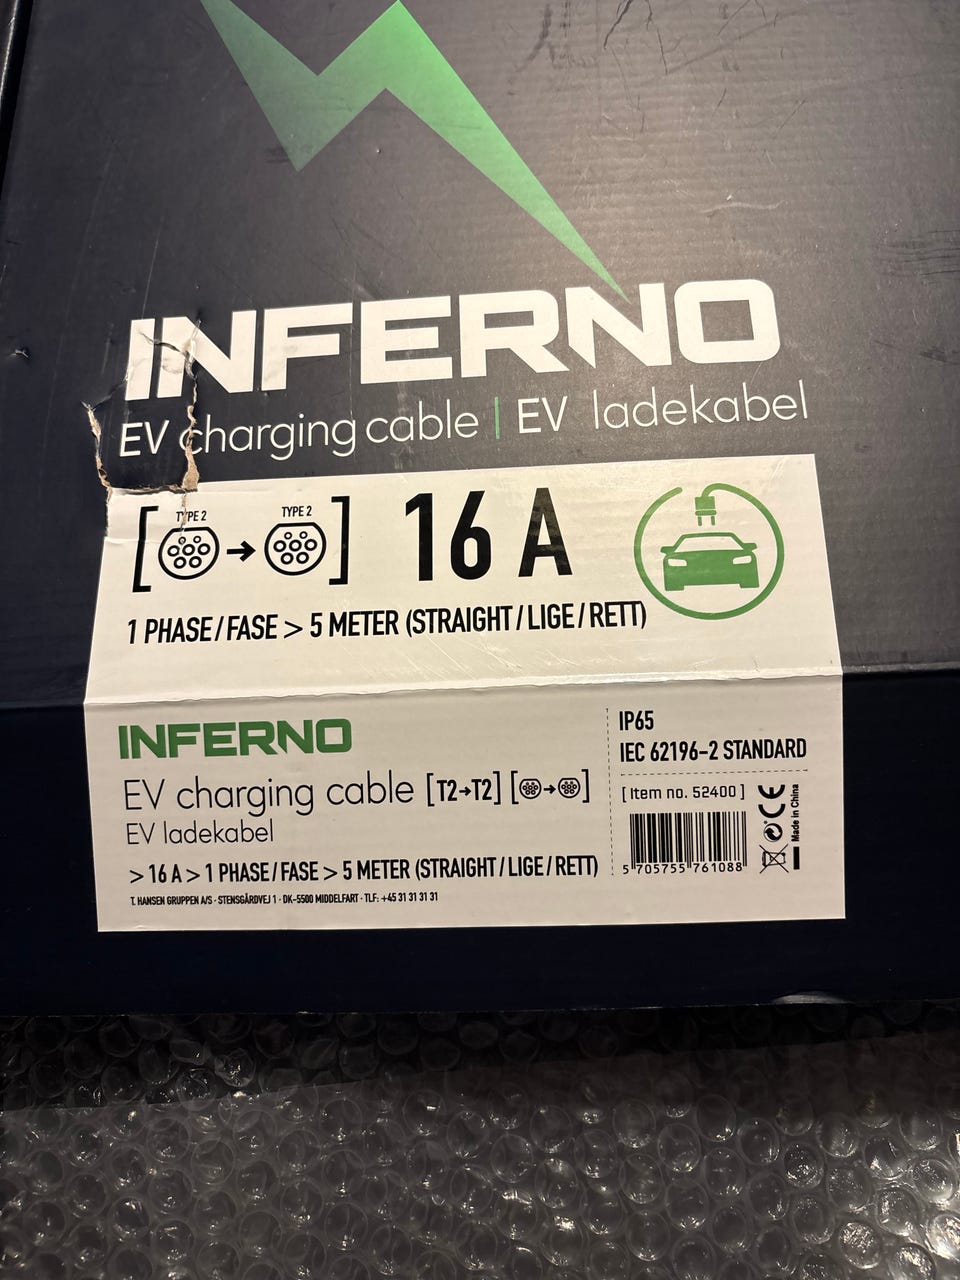 INFERNO
EV charging cable | EV ladekabel
[TYPE 2 → TYPE 2] 16 A
1 PHASE/FASE > 5 METER (STRAIGHT/LIGE/RETT)
INFERNO
EV charging cable [T2→T2]
EV ladekabel
> 16 A > 1 PHASE/FASE > 5 METER (STRAIGHT/LIGE/RETT)
T. HANSEN GRUPPEN A/S · STENSGÅRDVEJ 1 · DK-5500 MIDDELFART · TLF: +45 31 31 31 31
IP65
IEC 62196-2 STANDARD
[ Item no. 52400 ]
5 705755 761088
CE
Made in China